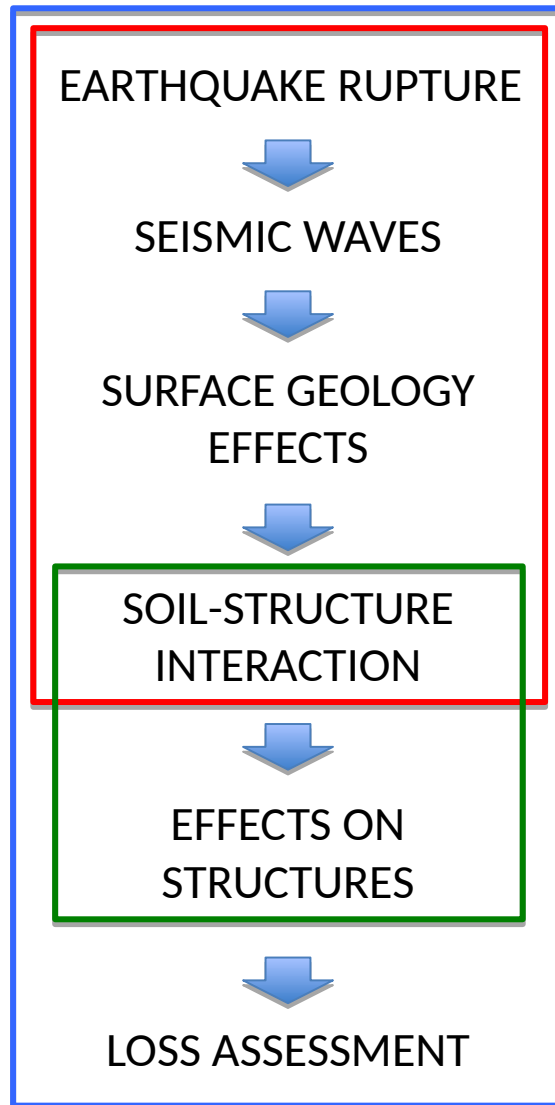 EARTHQUAKE RUPTURE
SEISMIC WAVES
SURFACE GEOLOGY
EFFECTS
SOIL-STRUCTURE
INTERACTION
EFFECTS ON
STRUCTURES
LOSS ASSESSMENT